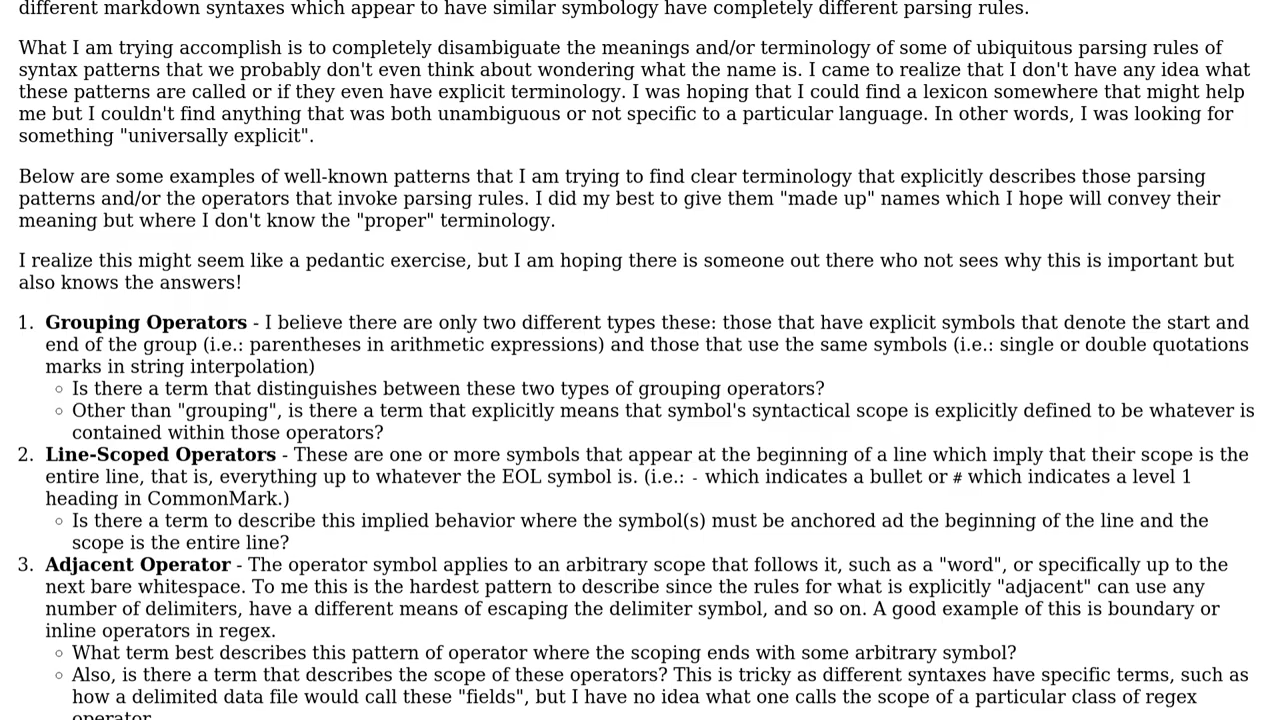 different markdown syntaxes which appear to have similar symbology have completely different parsing rules.
What I am trying accomplish is to completely disambiguate the meanings and/or terminology of some of ubiquitous parsing rules of
syntax patterns that we probably don't even think about wondering what the name is. I came to realize that I don't have any idea what
these patterns are called or if they even have explicit terminology. I was hoping that I could find a lexicon somewhere that might help
me but I couldn't find anything that was both unambiguous or not specific to a particular language. In other words, I was looking for
something "universally explicit".
Below are some examples of well-known patterns that I am trying to find clear terminology that explicitly describes those parsing
patterns and/or the operators that invoke parsing rules. I did my best to give them "made up" names which I hope will convey their
meaning but where I don't know the "proper" terminology.
I realize this might seem like a pedantic exercise, but I am hoping there is someone out there who not sees why this is important but
also knows the answers!
1. Grouping Operators - I believe there are only two different types these: those that have explicit symbols that denote the start and
end of the group (i.e.: parentheses in arithmetic expressions) and those that use the same symbols (i.e.: single or double quotations
marks in string interpolation)
◦ Is there a term that distinguishes between these two types of grouping operators?
◦ Other than "grouping", is there a term that explicitly means that symbol's syntactical scope is explicitly defined to be whatever is
contained within those operators?
2. Line-Scoped Operators - These are one or more symbols that appear at the beginning of a line which imply that their scope is the
entire line, that is, everything up to whatever the EOL symbol is. (i.e.: - which indicates a bullet or # which indicates a level 1
heading in CommonMark.)
◦ Is there a term to describe this implied behavior where the symbol(s) must be anchored ad the beginning of the line and the
scope is the entire line?
3. Adjacent Operator - The operator symbol applies to an arbitrary scope that follows it, such as a "word", or specifically up to the
next bare whitespace. To me this is the hardest pattern to describe since the rules for what is explicitly "adjacent" can use any
number of delimiters, have a different means of escaping the delimiter symbol, and so on. A good example of this is boundary or
inline operators in regex.
◦ What term best describes this pattern of operator where the scoping ends with some arbitrary symbol?
◦ Also, is there a term that describes the scope of these operators? This is tricky as different syntaxes have specific terms, such as
how a delimited data file would call these "fields", but I have no idea what one calls the scope of a particular class of regex
operator.